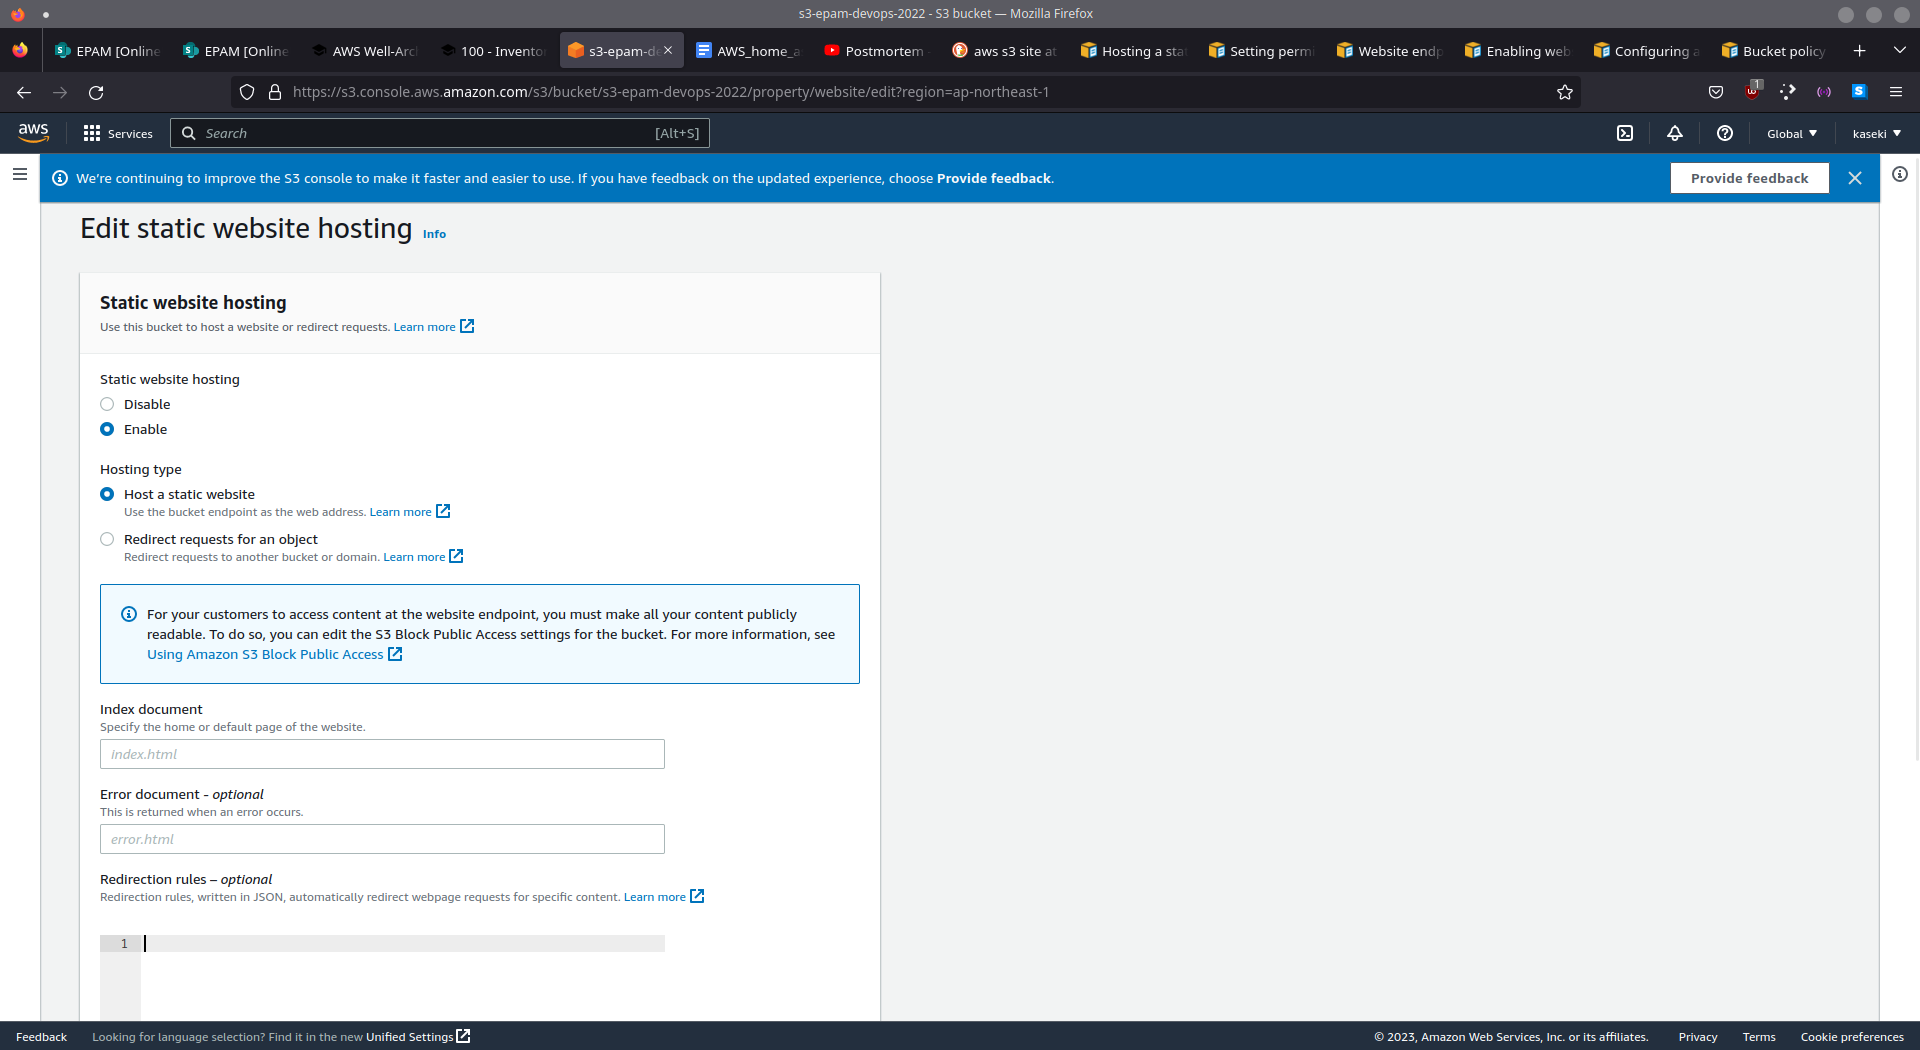 s3-epam-devops-2022 - S3 bucket — Mozilla Firefox
EPAM [Online
EPAM [Online
AWS Well-Arc
100 - Invento
s3-epam-de
AWS_home_a
Postmortem
aws s3 site at
Hosting a sta
Setting perm
Website endp
Enabling web
Configuring a
Bucket policy
https://s3.console.aws.amazon.com/s3/bucket/s3-epam-devops-2022/property/website/edit?region=ap-northeast-1
1
S
aws
Services
Search
[Alt+S]
Global
kaseki
We're continuing to improve the S3 console to make it faster and easier to use. If you have feedback on the updated experience, choose Provide feedback.
Provide feedback
Edit static website hosting
Info
Static website hosting
Use this bucket to host a website or redirect requests. Learn more
Static website hosting
Disable
Enable
Hosting type
Host a static website
Use the bucket endpoint as the web address. Learn more
Redirect requests for an object
Redirect requests to another bucket or domain. Learn more
For your customers to access content at the website endpoint, you must make all your content publicly
readable. To do so, you can edit the S3 Block Public Access settings for the bucket. For more information, see
Using Amazon S3 Block Public Access
Index document
Specify the home or default page of the website.
index.html
Error document - optional
This is returned when an error occurs.
error.html
Redirection rules – optional
Redirection rules, written in JSON, automatically redirect webpage requests for specific content. Learn more
1
Feedback
Looking for language selection? Find it in the new Unified Settings
© 2023, Amazon Web Services, Inc. or its affiliates.
Privacy
Terms
Cookie preferences